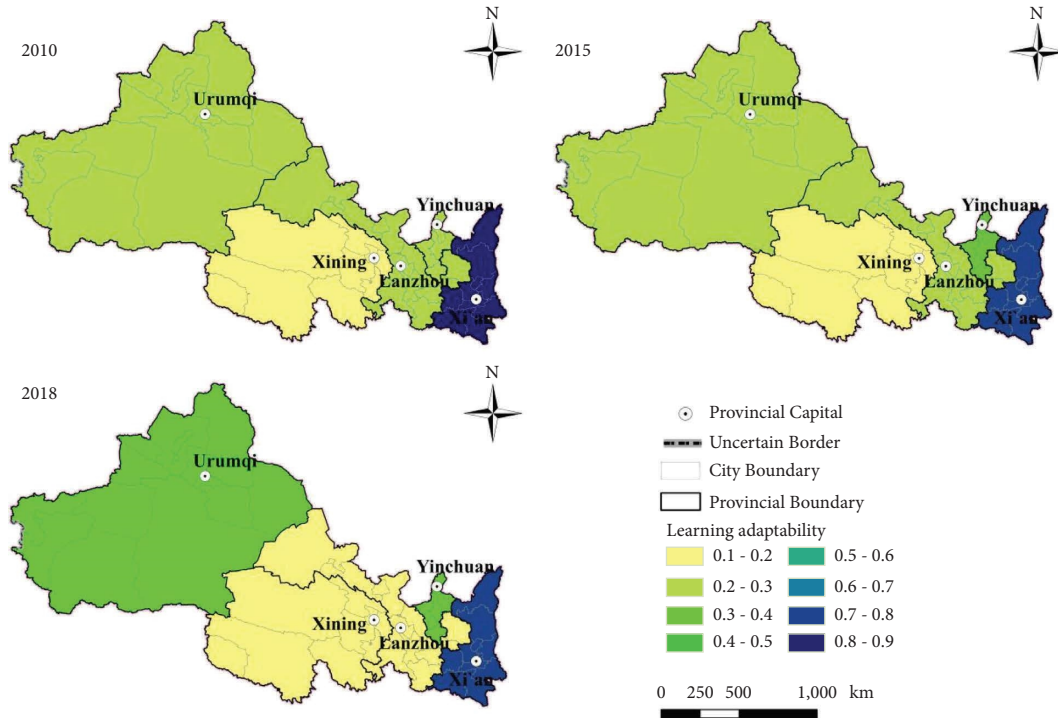 2010
N
Urumqi
Yinchuan
Xining
Lanzhou
Xi'an
2015
N
Urumqi
Yinchuan
Xining
Lanzhou
Xi'an
2018
N
Urumqi
Yinchuan
Xining
Lanzhou
Xi'an
Provincial Capital
Uncertain Border
City Boundary
Provincial Boundary
Learning adaptability
0.1 - 0.2 0.5 - 0.6
0.2 - 0.3 0.6 - 0.7
0.3 - 0.4 0.7 - 0.8
0.4 - 0.5 0.8 - 0.9
0 250 500 1,000 km